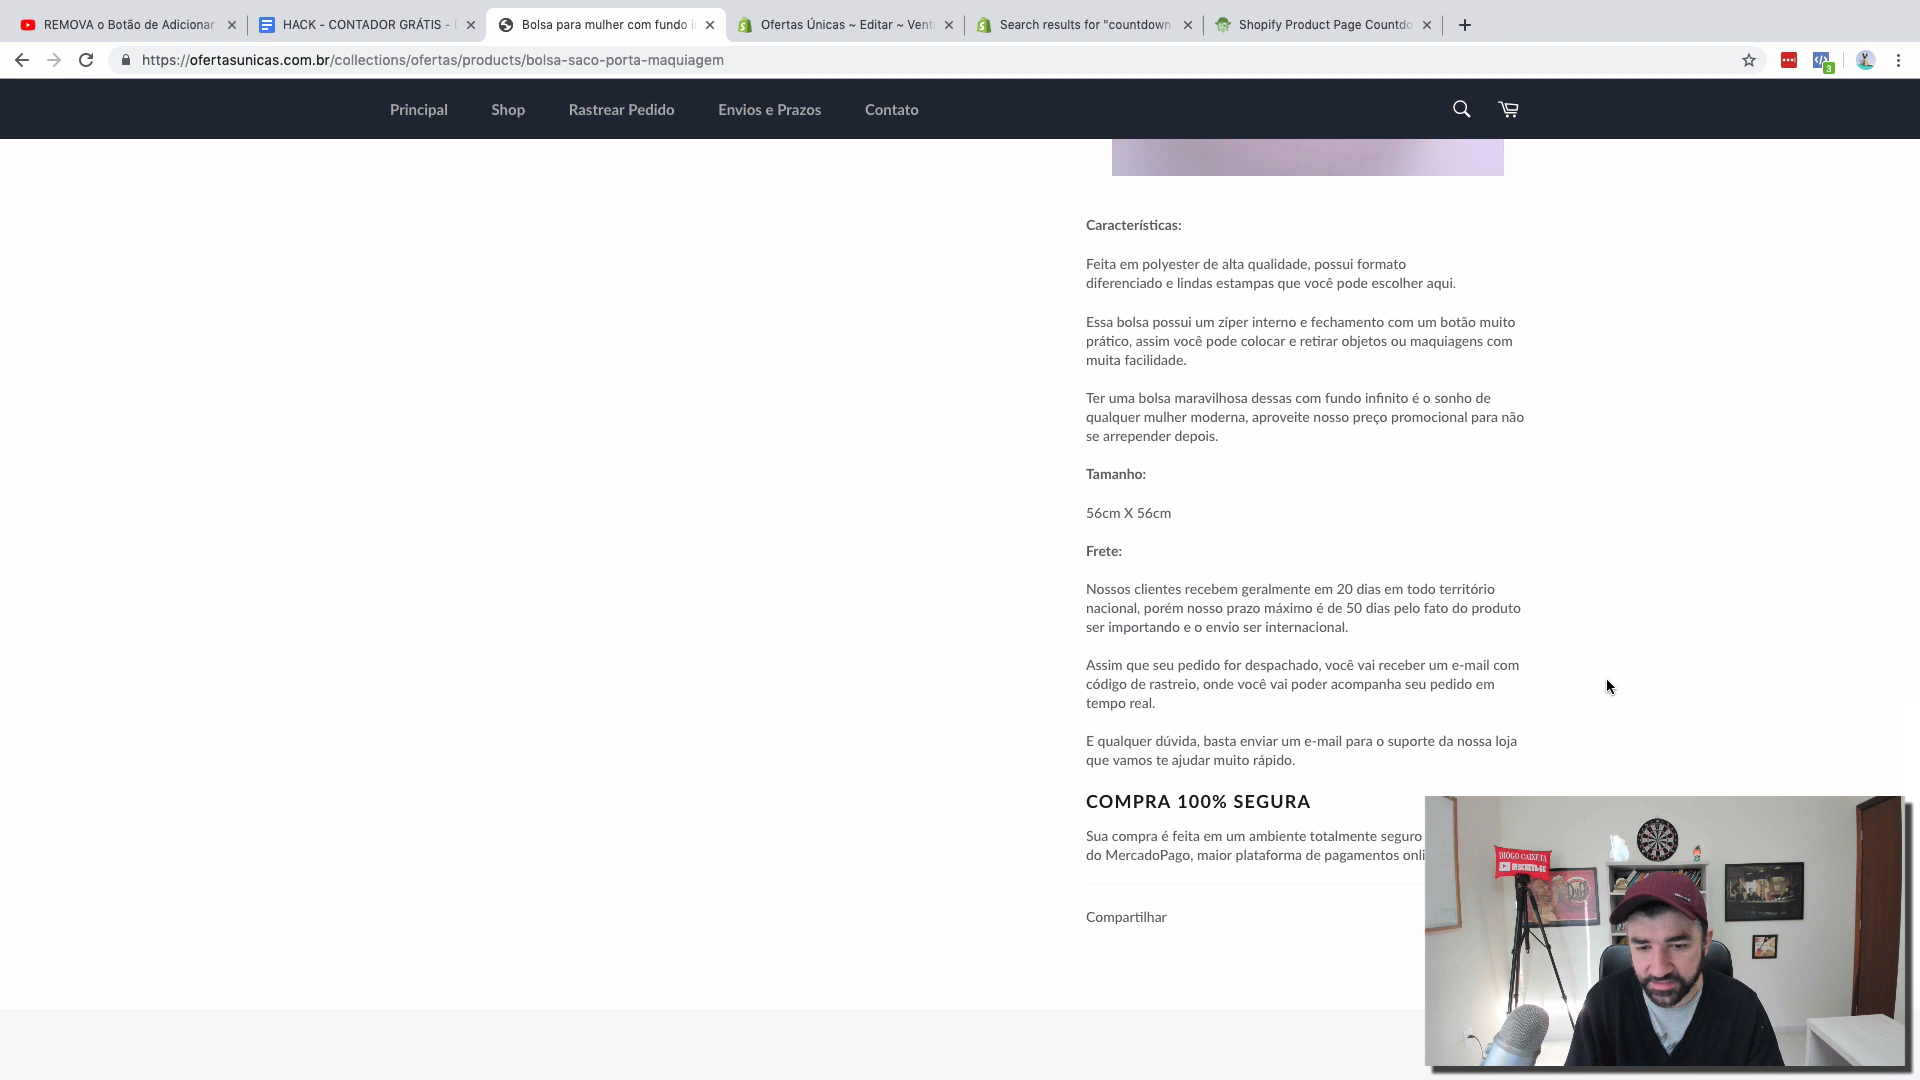 REMOVA o Botão de Adicionar
HACK - CONTADOR GRÁTIS -
Bolsa para mulher com fundo
Ofertas Únicas ~ Editar ~ Vent
Search results for "countdown
Shopify Product Page Countdo
https://ofertasunicas.com.br/collections/ofertas/products/bolsa-saco-porta-maquiagem
3
Principal
Shop
Rastrear Pedido
Envios e Prazos
Contato
Características:
Feita em polyester de alta qualidade, possui formato
diferenciado e lindas estampas que você pode escolher aqui.
Essa bolsa possui um zíper interno e fechamento com um botão muito
prático, assim você pode colocar e retirar objetos ou maquiagens com
muita facilidade.
Ter uma bolsa maravilhosa dessas com fundo infinito é o sonho de
qualquer mulher moderna, aproveite nosso preço promocional para não
se arrepender depois.
Tamanho:
56cm X 56cm
Frete:
Nossos clientes recebem geralmente em 20 dias em todo território
nacional, porém nosso prazo máximo é de 50 dias pelo fato do produto
ser importando e o envio ser internacional.
Assim que seu pedido for despachado, você vai receber um e-mail com
código de rastreio, onde você vai poder acompanha seu pedido em
tempo real.
E qualquer dúvida, basta enviar um e-mail para o suporte da nossa loja
que vamos te ajudar muito rápido.
COMPRA 100% SEGURA
Sua compra é feita em um ambiente totalmente seguro
do MercadoPago, maior plataforma de pagamentos onli
Compartilhar
DIOGO CAIXETA
INSCREVA-SE
Duff